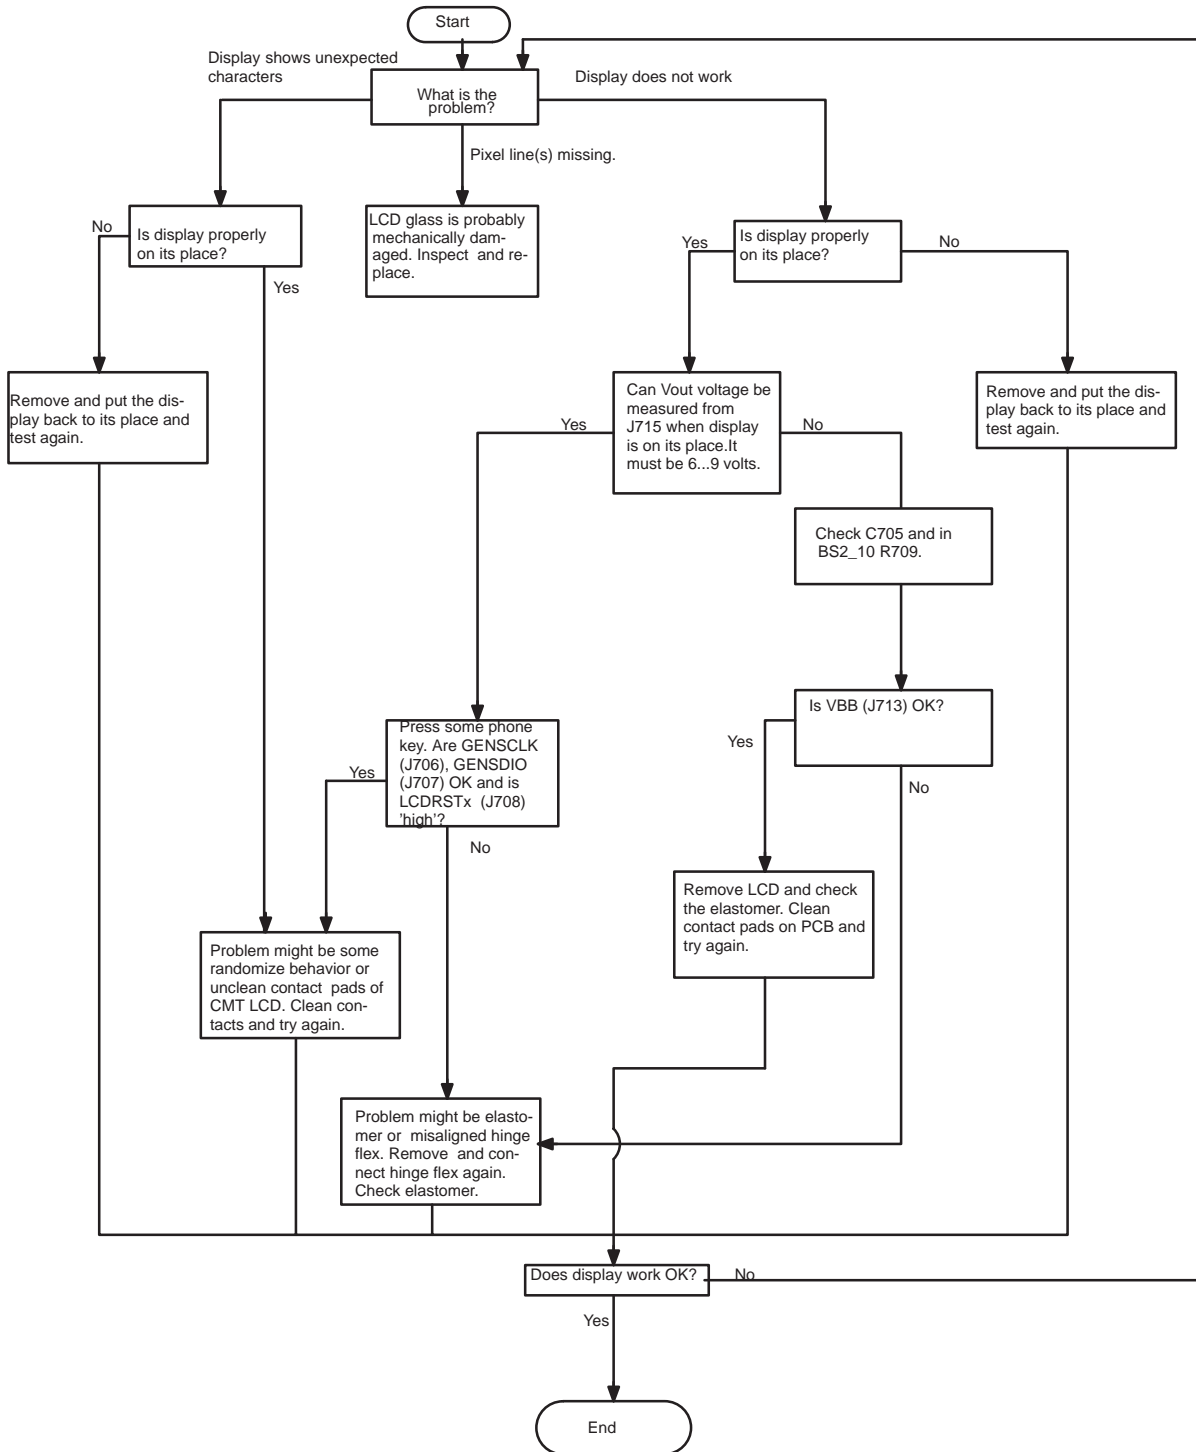 Start
Display shows unexpected
characters
Display does not work
What is the
problem?
Pixel line(s) missing.
No
Is display properly
on its place?
Yes
LCD glass is probably
mechanically dam-
aged. Inspect and re-
place.
Yes
Is display properly
on its place?
No
Remove and put the dis-
play back to its place and
test again.
Yes
Can Vout voltage be
measured from
J715 when display
is on its place.It
must be 6...9 volts.
No
Remove and put the dis-
play back to its place and
test again.
Check C705 and in
BS2_10 R709.
Is VBB (J713) OK?
Yes
No
Press some phone
key. Are GENSCLK
(J706), GENSDIO
(J707) OK and is
LCDRSTx (J708)
'high'?
Yes
No
Remove LCD and check
the elastomer. Clean
contact pads on PCB and
try again.
Problem might be some
randomize behavior or
unclean contact pads of
CMT LCD. Clean con-
tacts and try again.
Problem might be elasto-
mer or misaligned hinge
flex. Remove and con-
nect hinge flex again.
Check elastomer.
Does display work OK?
No
Yes
End